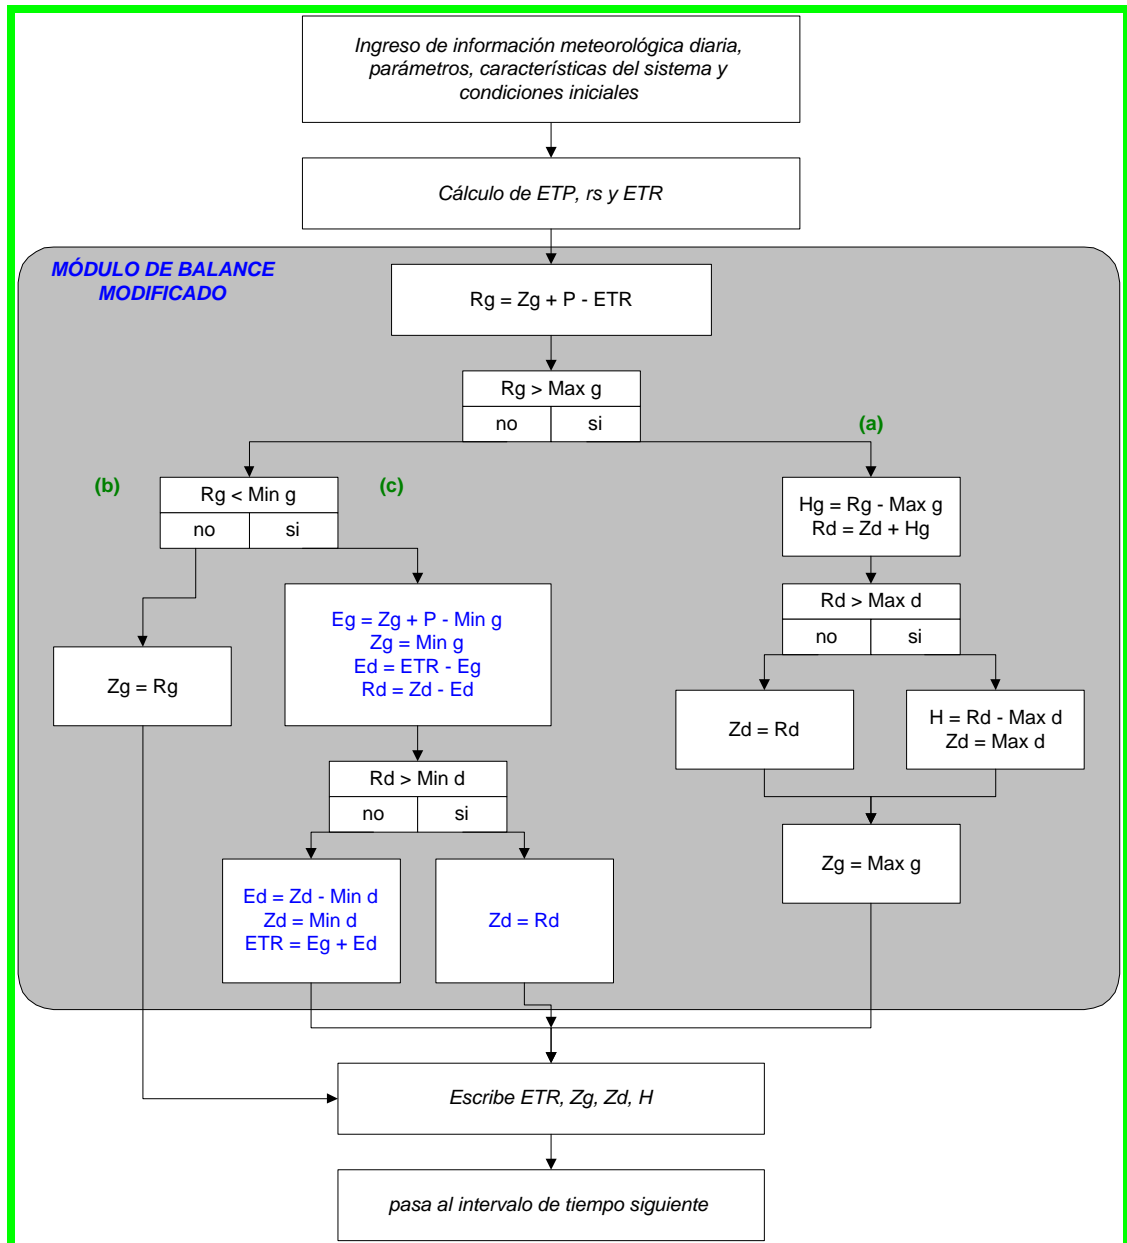 Ingreso de información meteorológica diaria,
parámetros, características del sistema y
condiciones iniciales
Cálculo de ETP, rs y ETR
MÓDULO DE BALANCE
MODIFICADO
Rg = Zg + P - ETR
Rg > Max g
no si
(a)
(b)
(c)
Rg < Min g
no si
Hg = Rg - Max g
Rd = Zd + Hg
Rd > Max d
no si
Eg = Zg + P - Min g
Zg = Min g
Ed = ETR - Eg
Rd = Zd - Ed
Zg = Rg
Zd = Rd
H = Rd - Max d
Zd = Max d
Rd > Min d
no si
Zg = Max g
Ed = Zd - Min d
Zd = Min d
ETR = Eg + Ed
Zd = Rd
Escribe ETR, Zg, Zd, H
pasa al intervalo de tiempo siguiente